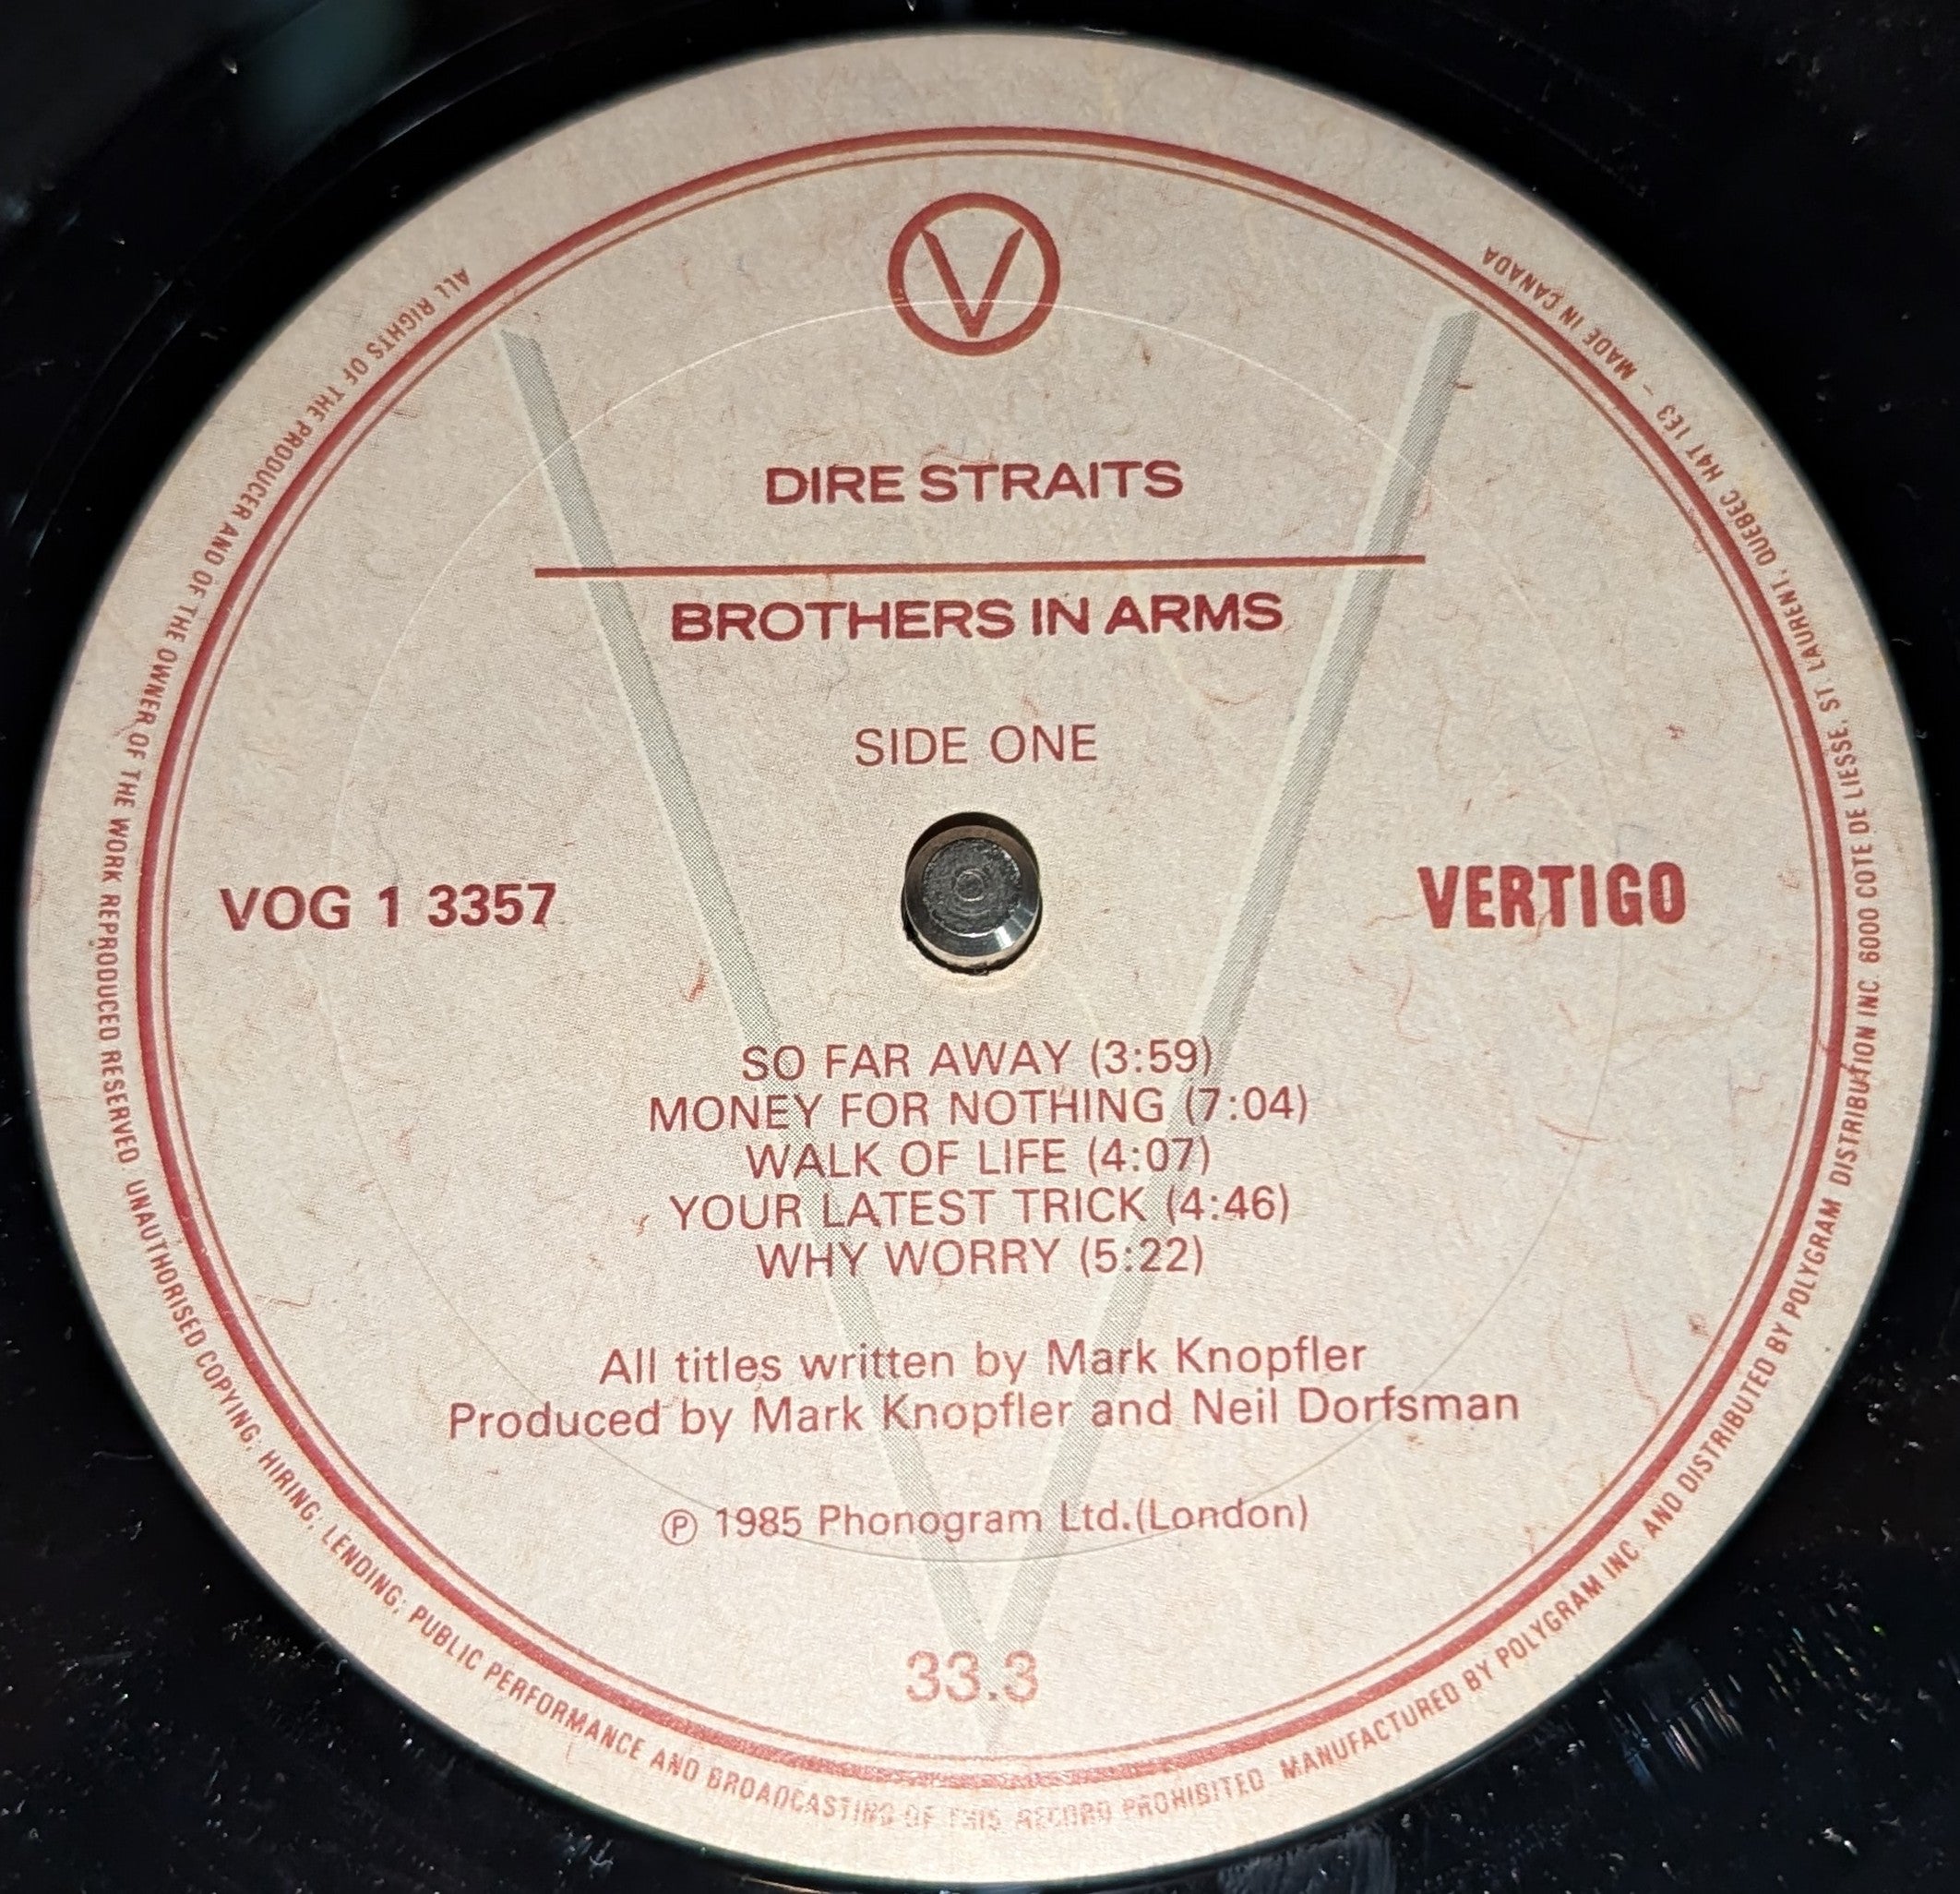 V
DIRE STRAITS
BROTHERS IN ARMS
SIDE ONE
VOG 1 3357
VERTIGO
SO FAR AWAY (3:59)
MONEY FOR NOTHING (7:04)
WALK OF LIFE (4:07)
YOUR LATEST TRICK (4:46)
WHY WORRY (5:22)
All titles written by Mark Knopfler
Produced by Mark Knopfler and Neil Dorfsman
℗ 1985 Phonogram Ltd.(London)
33.3
ALL RIGHTS OF THE PRODUCER AND OF THE OWNER OF THE WORK REPRODUCED RESERVED. UNAUTHORISED COPYING; HIRING; LENDING; PUBLIC PERFORMANCE AND BROADCASTING OF THIS RECORD PROHIBITED. MANUFACTURED BY POLYGRAM INC. AND DISTRIBUTED BY POLYGRAM DISTRIBUTION INC. 6000 COTE DE LIESSE, ST. LAURENT, QUEBEC H4T 1E3 – MADE IN CANADA